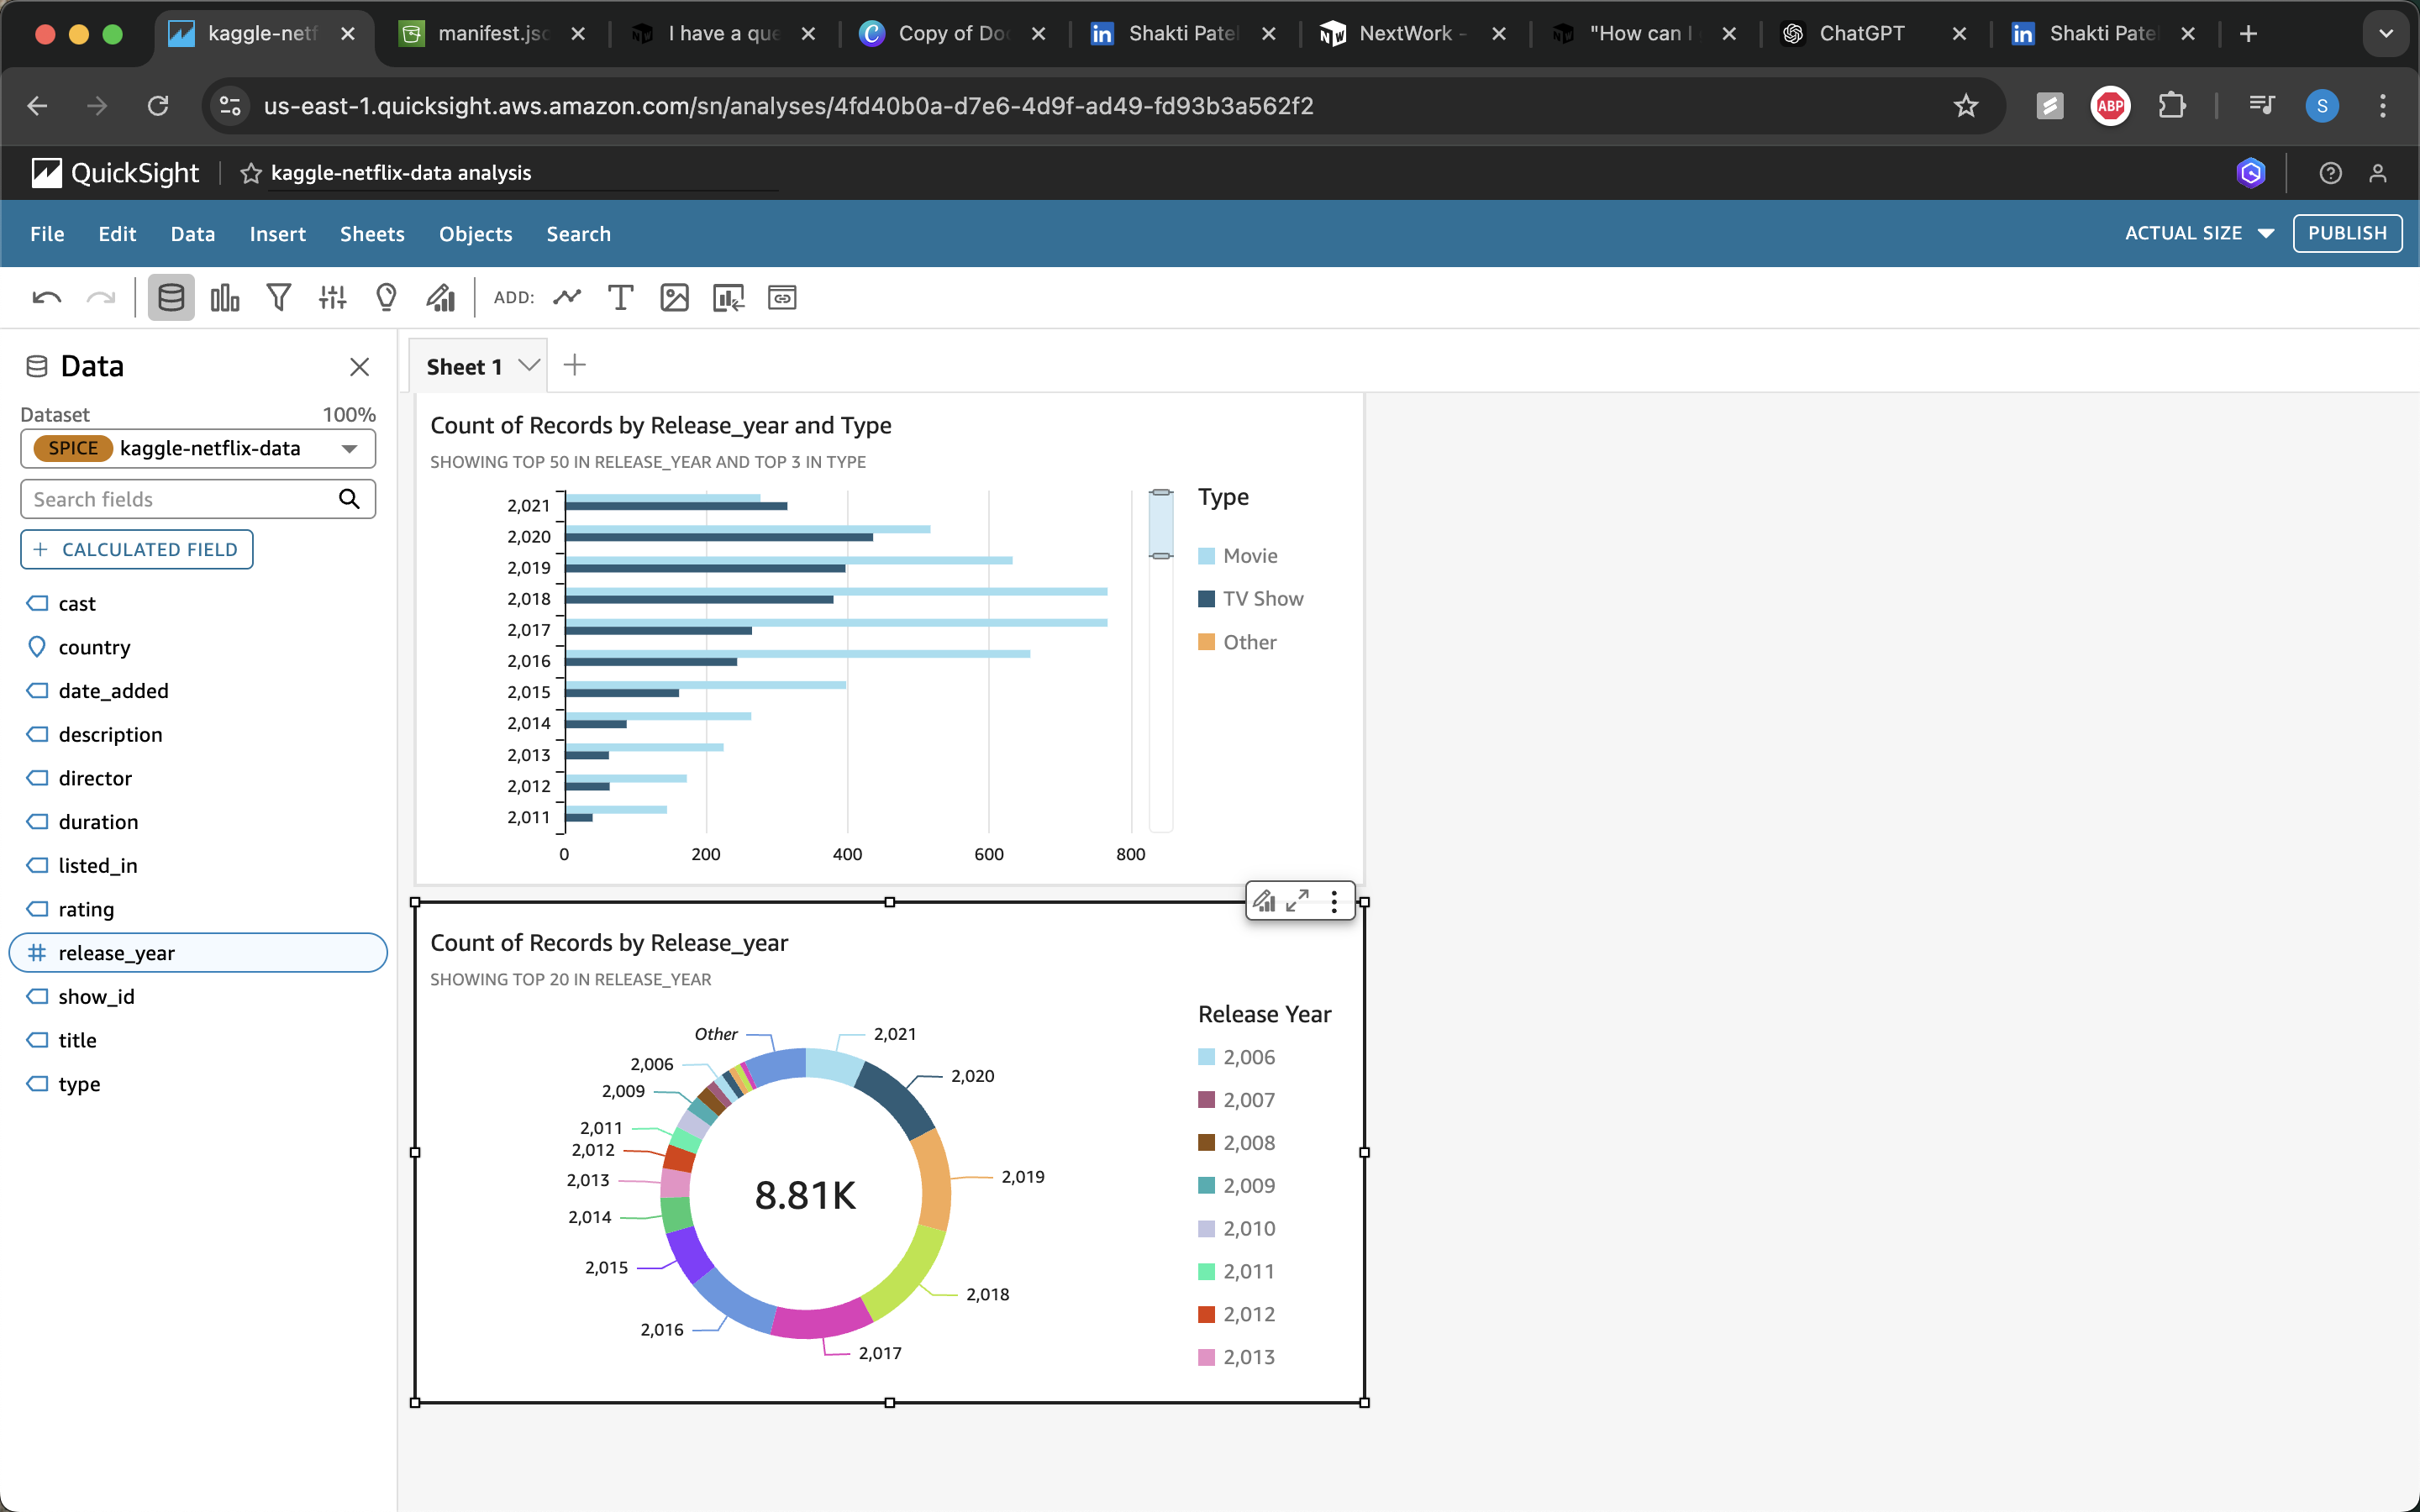 kaggle-netf
manifest.jsc
I have a que
Copy of Doc
Shakti Patel
NextWork -
"How can I
ChatGPT
Shakti Patel
us-east-1.quicksight.aws.amazon.com/sn/analyses/4fd40b0a-d7e6-4d9f-ad49-fd93b3a562f2
ABP
S
QuickSight
kaggle-netflix-data analysis
File Edit Data Insert Sheets Objects Search
ACTUAL SIZE
PUBLISH
ADD:
Data
Dataset 100%
SPICE kaggle-netflix-data
Search fields
+ CALCULATED FIELD
cast
country
date_added
description
director
duration
listed_in
rating
release_year
show_id
title
type
Sheet 1
Count of Records by Release_year and Type
SHOWING TOP 50 IN RELEASE_YEAR AND TOP 3 IN TYPE
2,021
2,020
2,019
2,018
2,017
2,016
2,015
2,014
2,013
2,012
2,011
0 200 400 600 800
Type
Movie
TV Show
Other
Count of Records by Release_year
SHOWING TOP 20 IN RELEASE_YEAR
Other
2,021
2,006
2,020
2,009
2,011
2,012
2,013
2,019
2,014
2,015
2,018
2,016
2,017
8.81K
Release Year
2,006
2,007
2,008
2,009
2,010
2,011
2,012
2,013